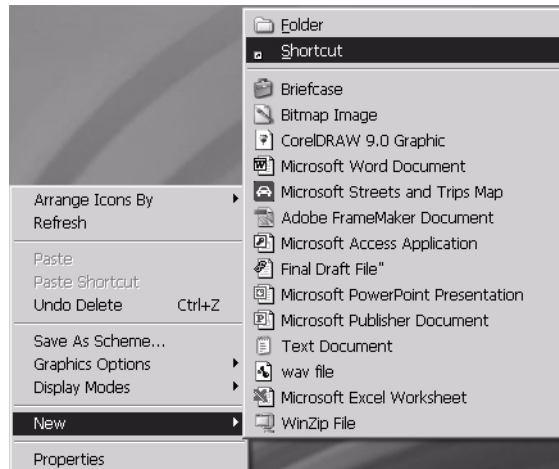 Folder
Shortcut
Briefcase
Bitmap Image
CorelDRAW 9.0 Graphic
Microsoft Word Document
Microsoft Streets and Trips Map
Adobe FrameMaker Document
Microsoft Access Application
Final Draft File"
Microsoft PowerPoint Presentation
Microsoft Publisher Document
Text Document
wav file
Microsoft Excel Worksheet
WinZip File
Arrange Icons By
Refresh
Paste
Paste Shortcut
Undo Delete Ctrl+Z
Save As Scheme...
Graphics Options
Display Modes
New
Properties